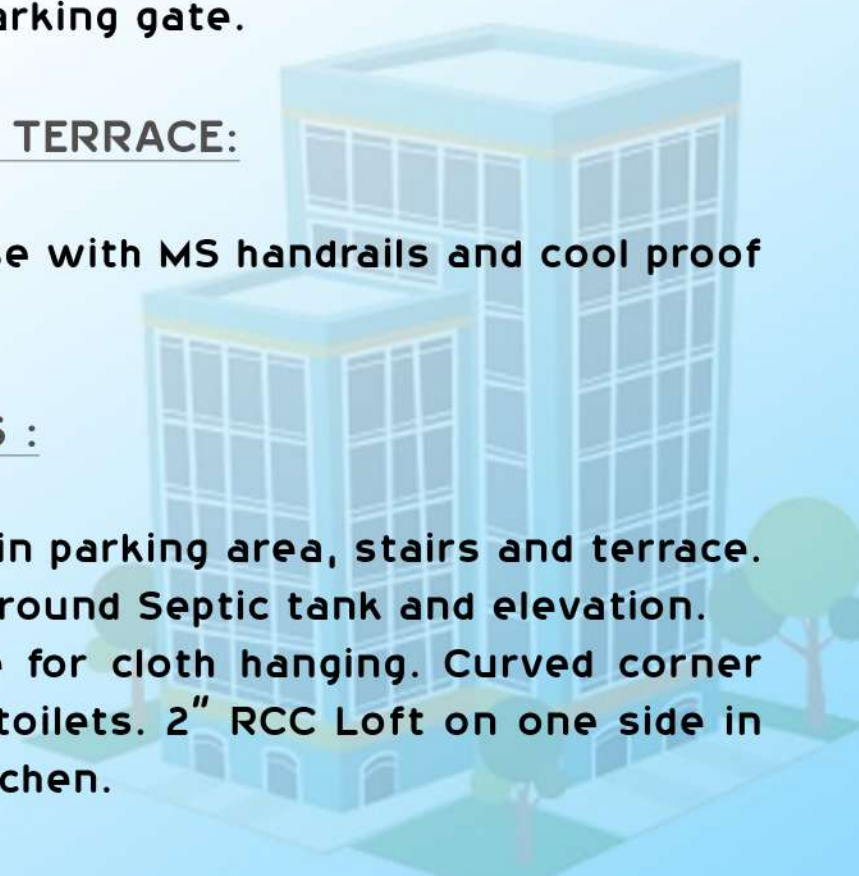 arking gate.
TERRACE:
se with MS handrails and cool proof
S :
in parking area, stairs and terrace.
round Septic tank and elevation.
e for cloth hanging. Curved corner
toilets. 2" RCC Loft on one side in
chen.